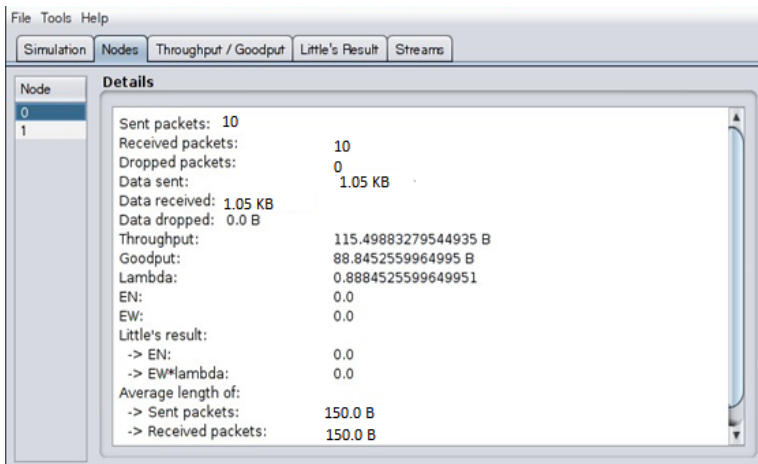 File Tools Help
Simulation Nodes Throughput / Goodput Little's Result Streams
Node
0
1
Details
Sent packets: 10
Received packets: 10
Dropped packets: 0
Data sent: 1.05 KB
Data received: 1.05 KB
Data dropped: 0.0 B
Throughput: 115.49883279544935 B
Goodput: 88.8452559964995 B
Lambda: 0.8884525599649951
EN: 0.0
EW: 0.0
Little's result:
-> EN: 0.0
-> EW*lambda: 0.0
Average length of:
-> Sent packets: 150.0 B
-> Received packets: 150.0 B